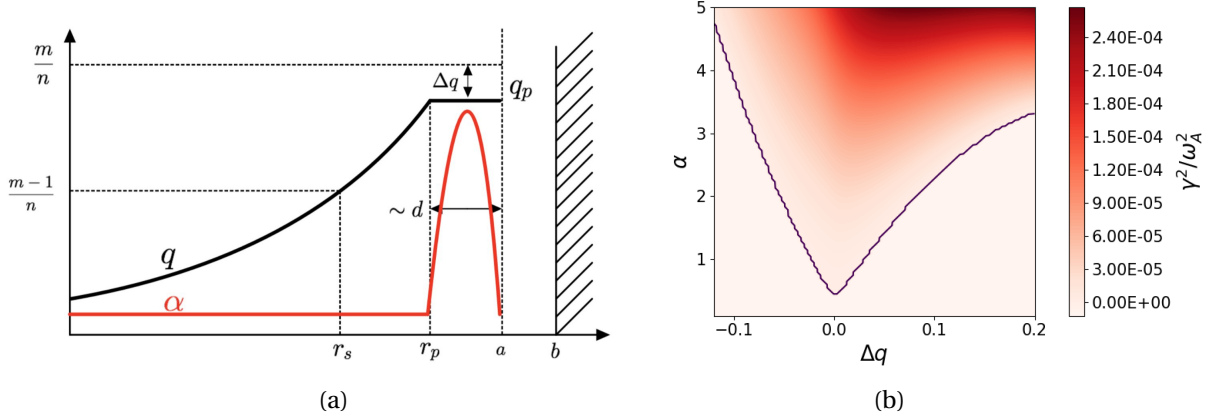 m/n
Δq
q_p
m − 1/n
~ d
q
α
r_s
r_p
a
b
(a)
(b)
5
4
3
2
1
α
−0.1
0.0
0.1
0.2
Δq
2.40E-04
2.10E-04
1.80E-04
1.50E-04
1.20E-04
9.00E-05
6.00E-05
3.00E-05
0.00E+00
γ²/ω_A²
(b)